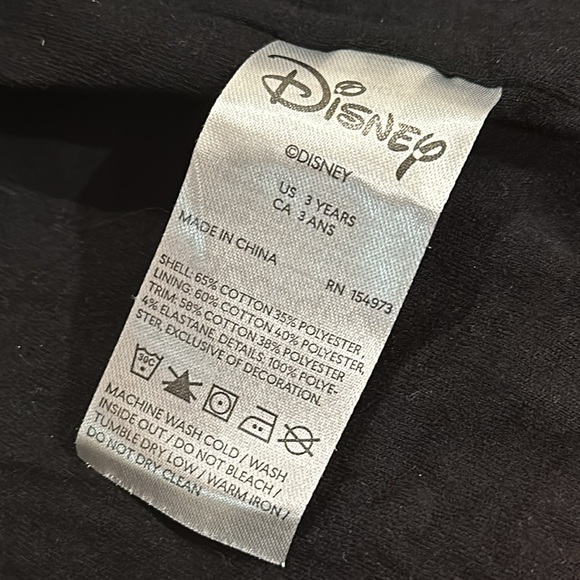 Disney
©DISNEY
US 3 YEARS
CA 3 ANS
MADE IN CHINA
RN 154973
SHELL: 65% COTTON 35% POLYESTER
LINING: 60% COTTON 40% POLYESTER,
TRIM: 58% COTTON 38% POLYESTER
4% ELASTANE, DETAILS: 100% POLYE-
STER, EXCLUSIVE OF DECORATION.
30C
MACHINE WASH COLD / WASH
INSIDE OUT / DO NOT BLEACH /
TUMBLE DRY LOW / WARM IRON /
DO NOT DRY CLEAN